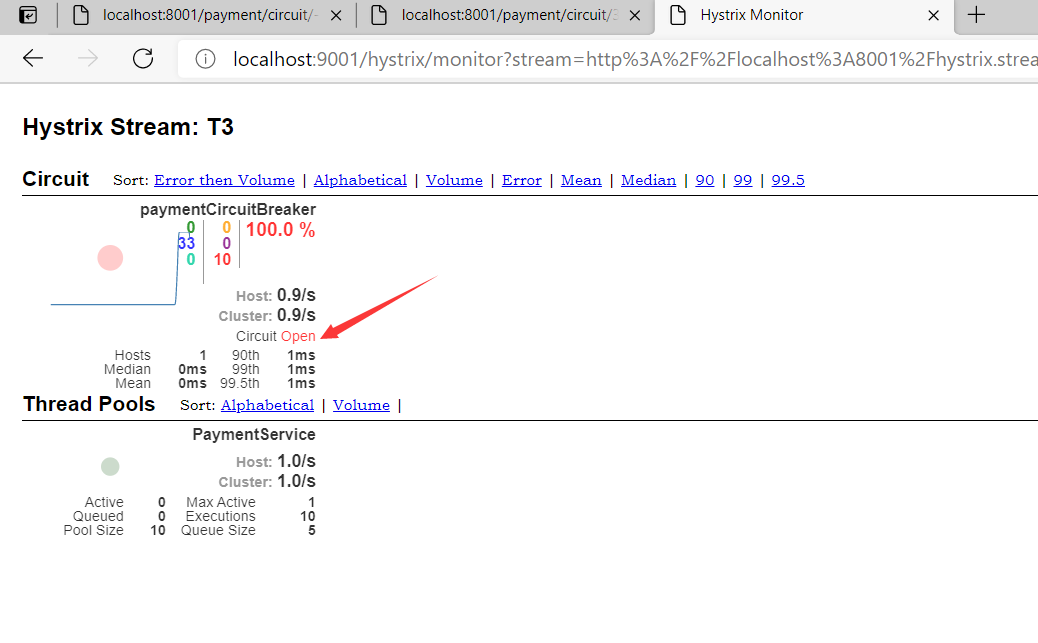 localhost:8001/payment/circuit/-
localhost:8001/payment/circuit/3
Hystrix Monitor
localhost:9001/hystrix/monitor?stream=http%3A%2F%2Flocalhost%3A8001%2Fhystrix.strea
Hystrix Stream: T3
Circuit Sort: Error then Volume | Alphabetical | Volume | Error | Mean | Median | 90 | 99 | 99.5
paymentCircuitBreaker
0 0 100.0 %
33 0
0 10
Host: 0.9/s
Cluster: 0.9/s
Circuit Open
Hosts 1 90th 1ms
Median 0ms 99th 1ms
Mean 0ms 99.5th 1ms
Thread Pools Sort: Alphabetical | Volume |
PaymentService
Host: 1.0/s
Cluster: 1.0/s
Active 0 Max Active 1
Queued 0 Executions 10
Pool Size 10 Queue Size 5